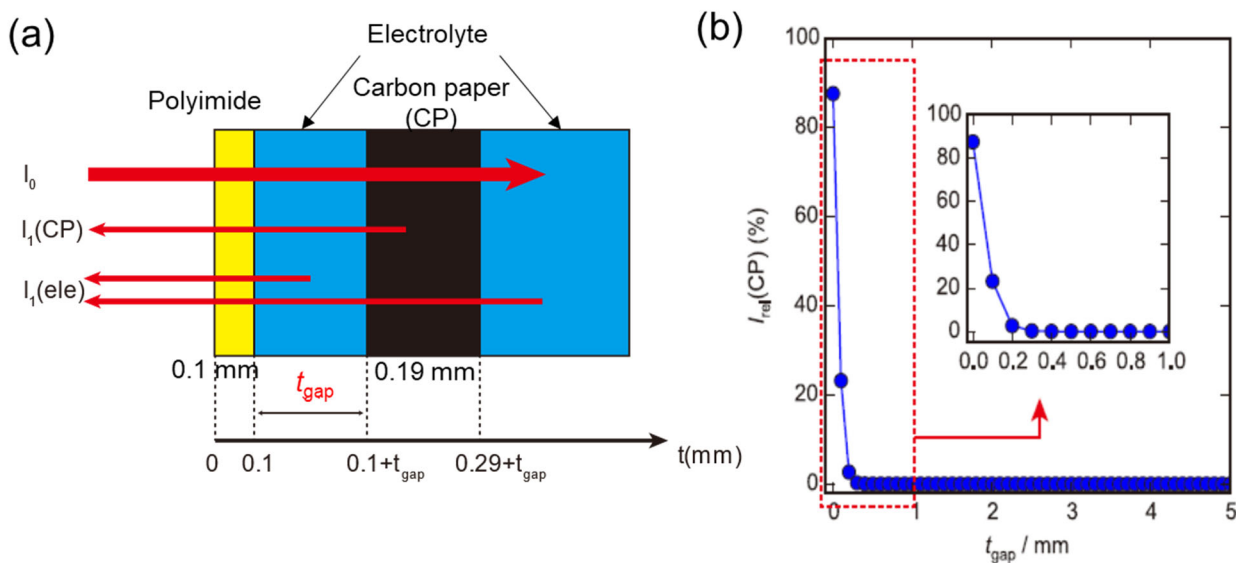 (a)
Electrolyte
Polyimide
Carbon paper
(CP)
I0
I1(CP)
I1(ele)
0.1 mm
tgap
0.19 mm
0
0.1
0.1+tgap
0.29+tgap
t(mm)
(b)
100
80
60
40
20
0
Irel(CP) (%)
0
1
2
3
4
5
tgap / mm
100
80
60
40
20
0
0.0
0.2
0.4
0.6
0.8
1.0